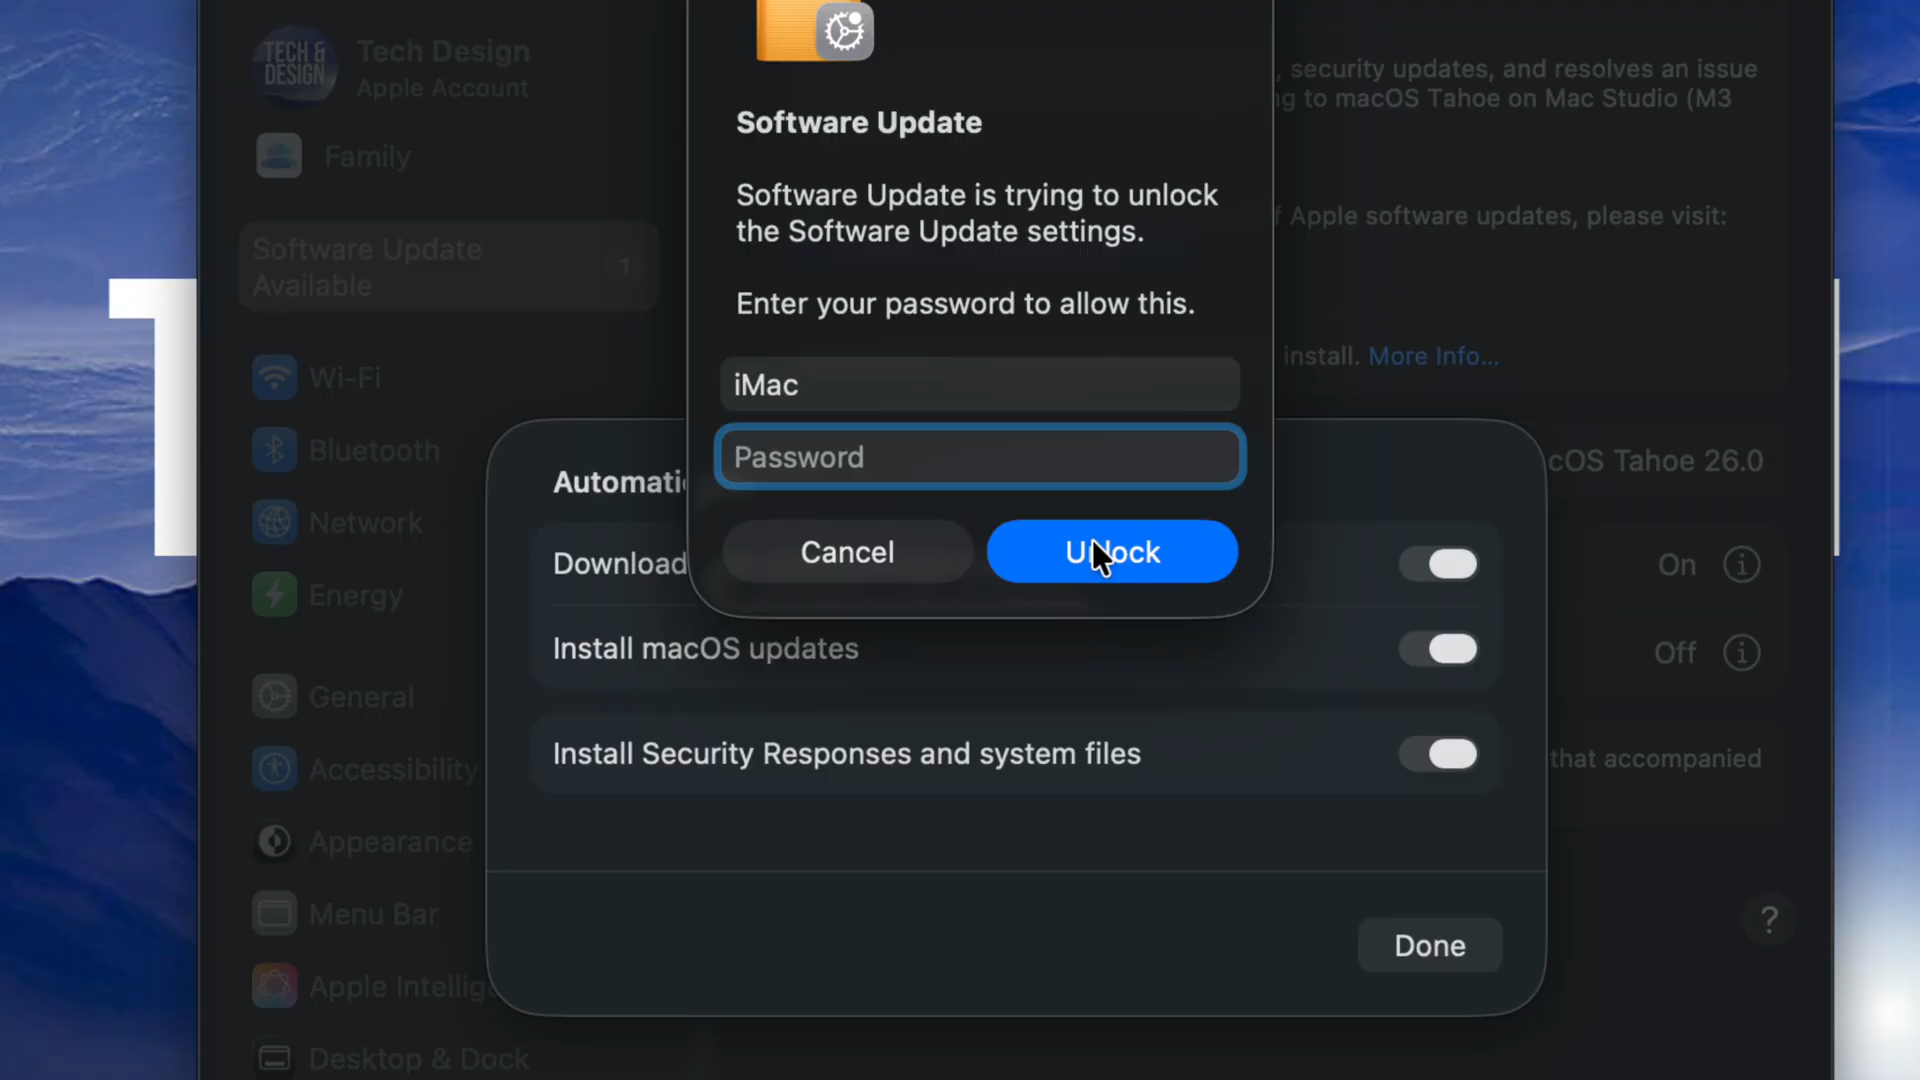 TECH &
DESIGN
Tech Design
Apple Account
Family
Software Update
Available
1
Wi-Fi
Bluetooth
Network
Energy
General
Accessibility
Appearance
Menu Bar
Apple Intellig
Desktop & Dock
Software Update
Software Update is trying to unlock
the Software Update settings.
Enter your password to allow this.
iMac
Password
Cancel
Unlock
, security updates, and resolves an issue
to macOS Tahoe on Mac Studio (M3
Apple software updates, please visit:
install. More Info...
cOS Tahoe 26.0
On
Off
that accompanied
?
Automati
Download
Install macOS updates
Install Security Responses and system files
Done
T